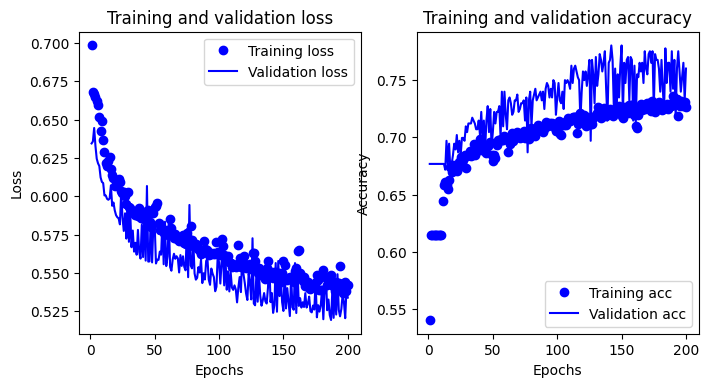 Training and validation loss
Training loss
Validation loss
0.700
0.675
0.650
0.625
0.600
0.575
0.550
0.525
Loss
0
50
100
150
200
Epochs
Training and validation accuracy
0.75
0.70
0.65
0.60
0.55
Accuracy
Training acc
Validation acc
0
50
100
150
200
Epochs